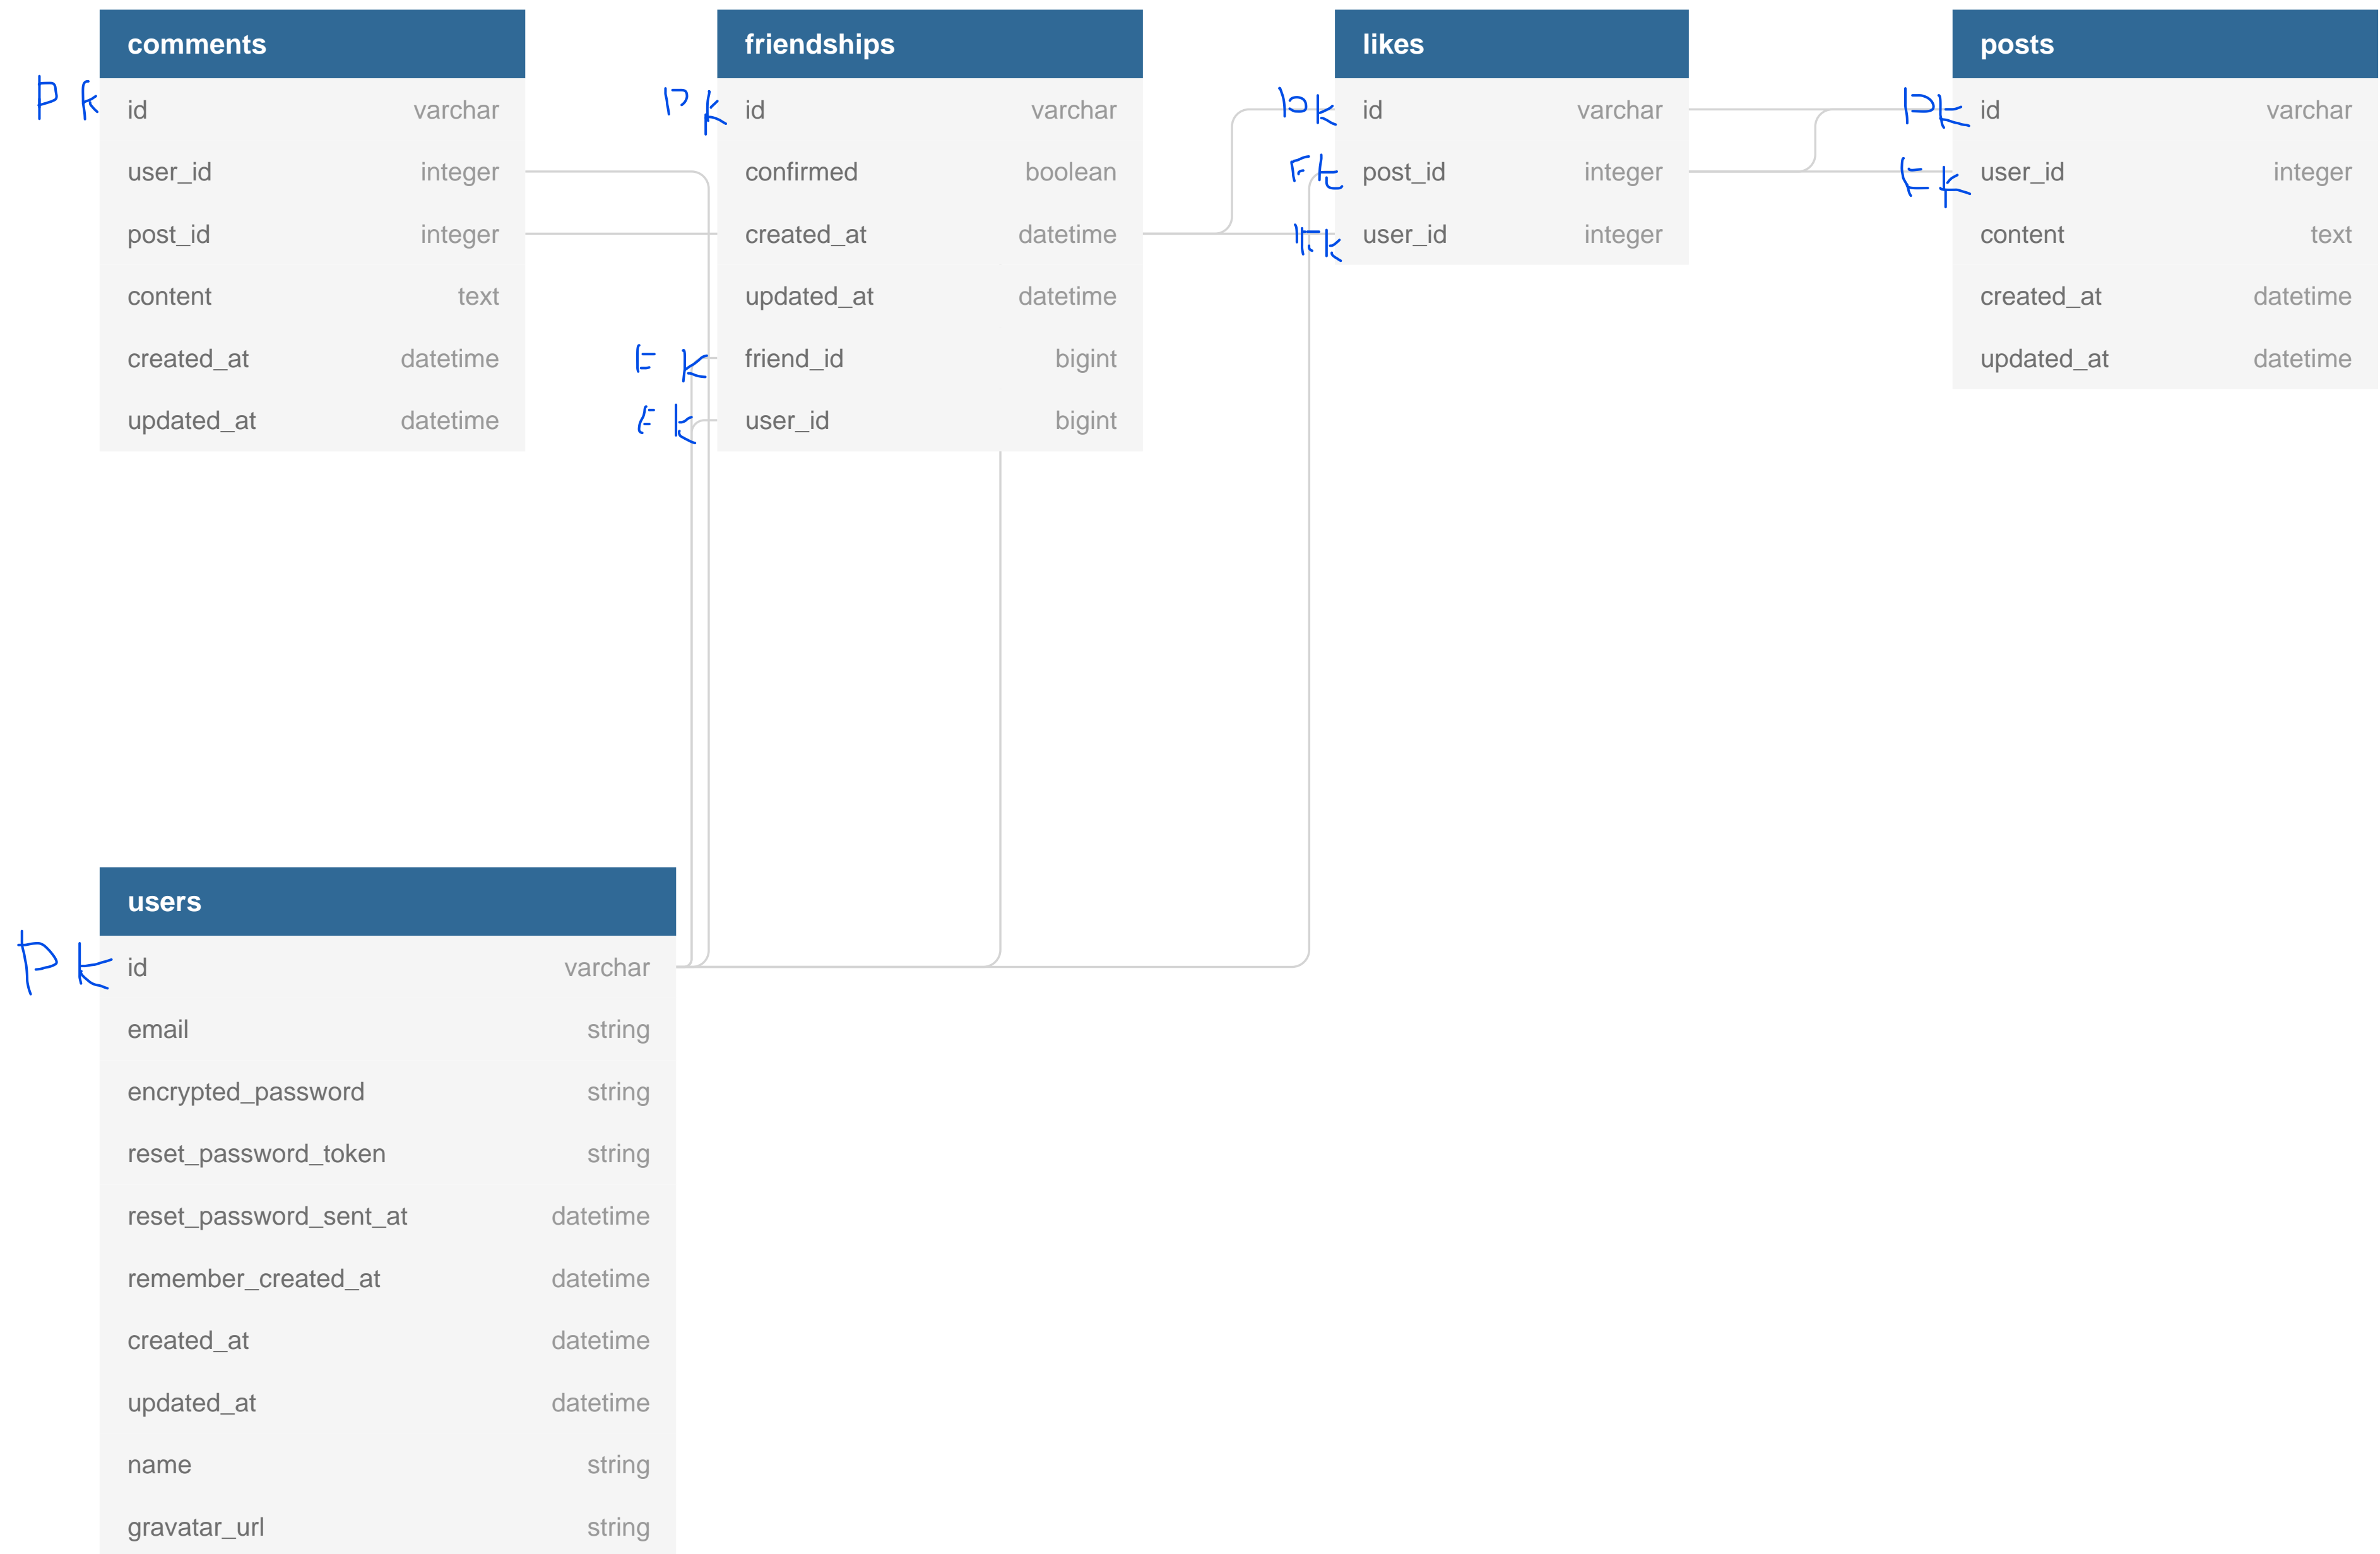 comments
PK id varchar
user_id integer
post_id integer
content text
created_at datetime
updated_at datetime
friendships
PK id varchar
confirmed boolean
created_at datetime
updated_at datetime
FK friend_id bigint
FK user_id bigint
likes
PK id varchar
FK post_id integer
FK user_id integer
posts
PK id varchar
FK user_id integer
content text
created_at datetime
updated_at datetime
users
PK id varchar
email string
encrypted_password string
reset_password_token string
reset_password_sent_at datetime
remember_created_at datetime
created_at datetime
updated_at datetime
name string
gravatar_url string